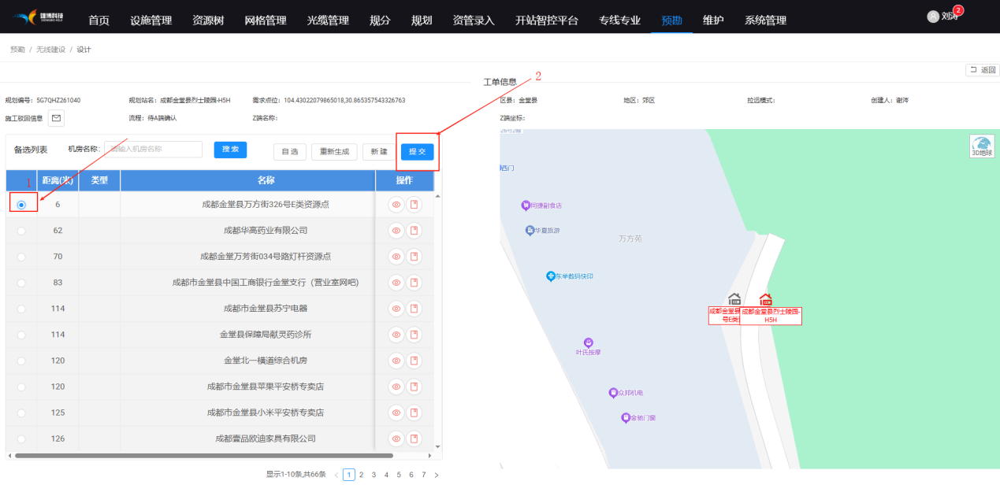 雄博科技
首页 设施管理 资源树 网格管理 光缆管理 规分 规划 资管录入 开站智控平台 专线专业 预勘 维护 系统管理
刘涛 2
预勘 / 无线建设 / 设计
返回
工单信息 2
规划编号: 5G7QHZ261040 规划站名: 成都金堂县烈士陵园-H5H 需求点位: 104.43022079865018,30.865357543326763 区县: 金堂县 地区: 郊区 拉远模式: 创建人: 谢涔
施工驳回信息 流程: 待A端确认 Z端名称: Z端坐标:
备选列表 机房名称: 请输入机房名称 搜索 自选 重新生成 新建 提交
1 距离(米) 类型 名称 操作
6 成都金堂县万方街326号E类资源点
62 成都华高药业有限公司
70 成都金堂万芳街034号路灯杆资源点
83 成都市金堂县中国工商银行金堂支行（营业室网吧)
114 成都市金堂县苏宁电器
114 金堂县保障局献灵药诊所
120 金堂北一横道综合机房
120 成都市金堂县苹果平安桥专卖店
125 成都市金堂县小米平安桥专卖店
126 成都壹品欧迪家具有限公司
显示1-10条,共66条 < 1 2 3 4 5 6 7 >
西门
3D地球
同捷副食店
华夏旅游
万方苑
东举数码快印
成都金堂县
号E类
成都金堂县烈士陵园-
H5H
叶氏按摩
众邦机电
金驰门窗